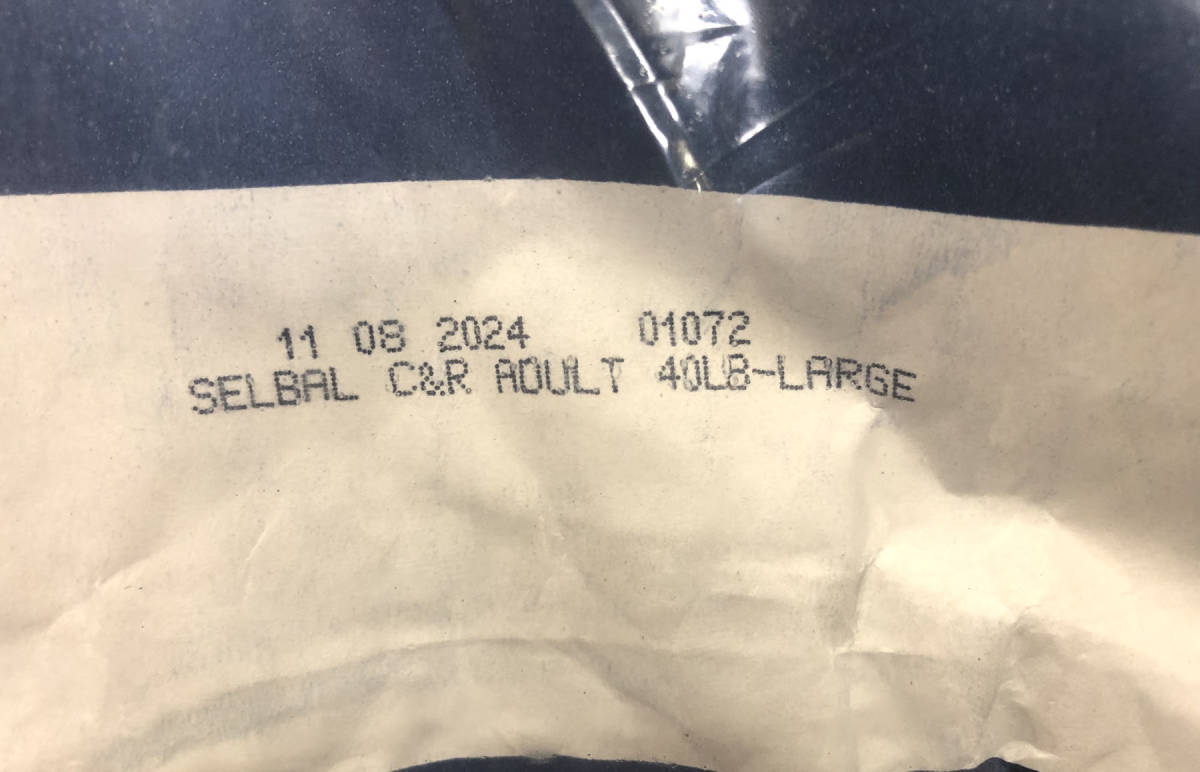 11 08 2024 01072
SELBAL C&R ADULT 40LB-LARGE